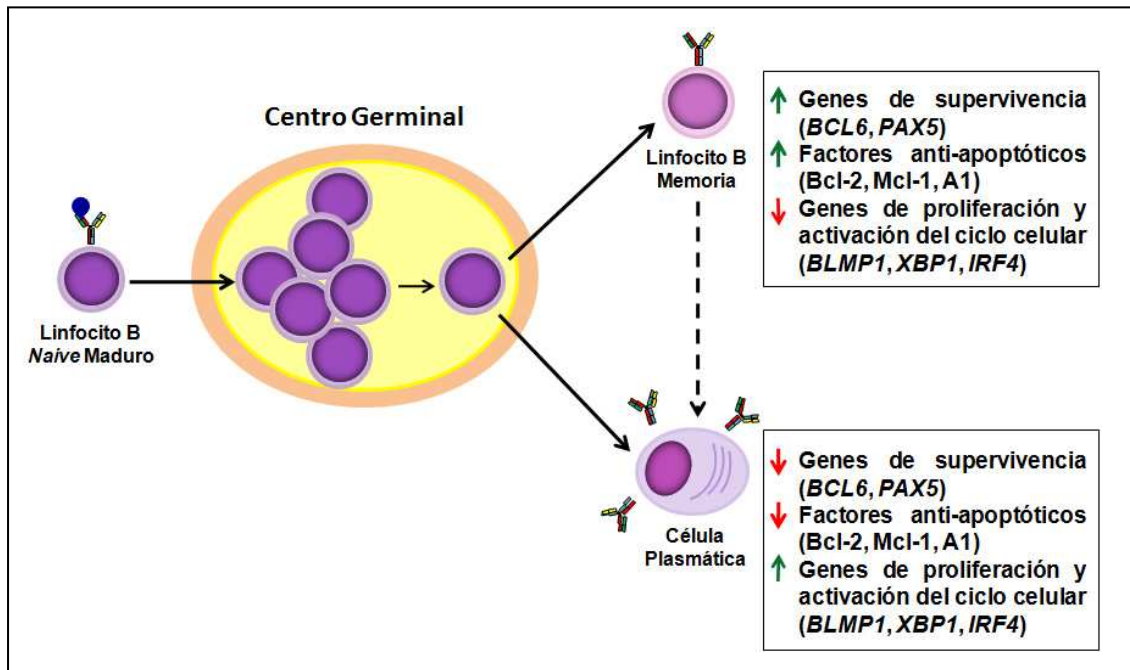 Centro Germinal
Linfocito B
Naive Maduro
Linfocito B
Memoria
Genes de supervivencia
(BCL6, PAX5)
Factores anti-apoptóticos
(Bcl-2, Mcl-1, A1)
Genes de proliferación y
activación del ciclo celular
(BLMP1, XBP1, IRF4)
Célula
Plasmática
Genes de supervivencia
(BCL6, PAX5)
Factores anti-apoptóticos
(Bcl-2, Mcl-1, A1)
Genes de proliferación y
activación del ciclo celular
(BLMP1, XBP1, IRF4)